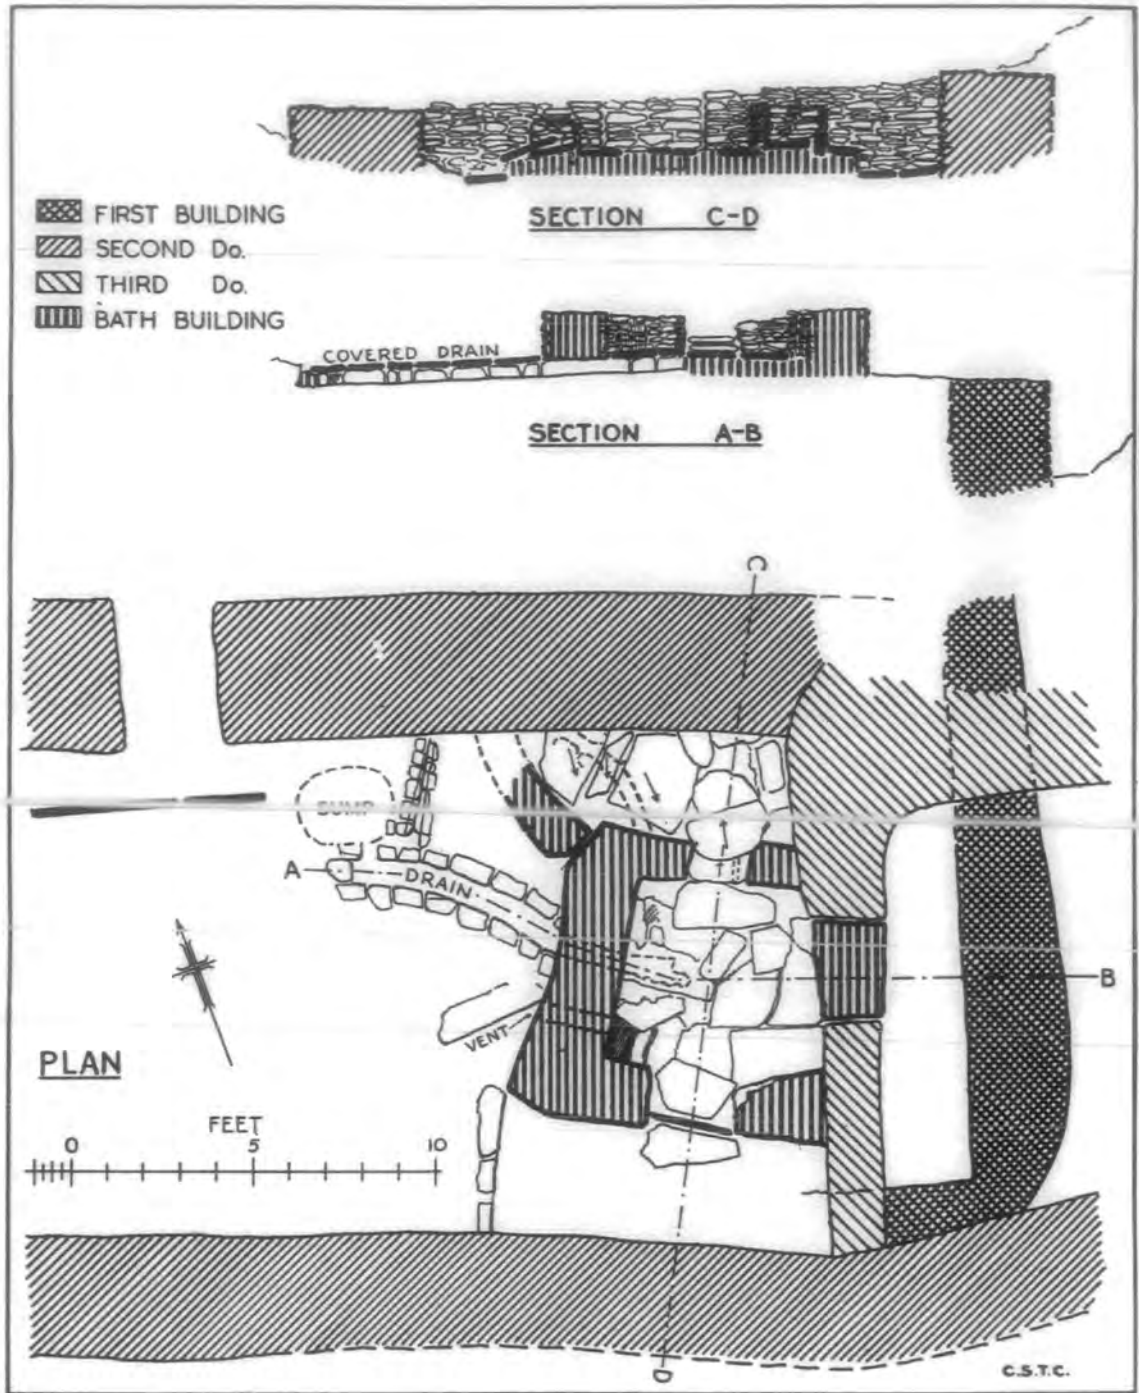 SECTION C-D
FIRST BUILDING
SECOND Do.
THIRD Do.
BATH BUILDING
COVERED DRAIN
SECTION A-B
C
SUMP
A
DRAIN
B
VENT
PLAN
FEET
0 5 10
D
C.S.T.C.